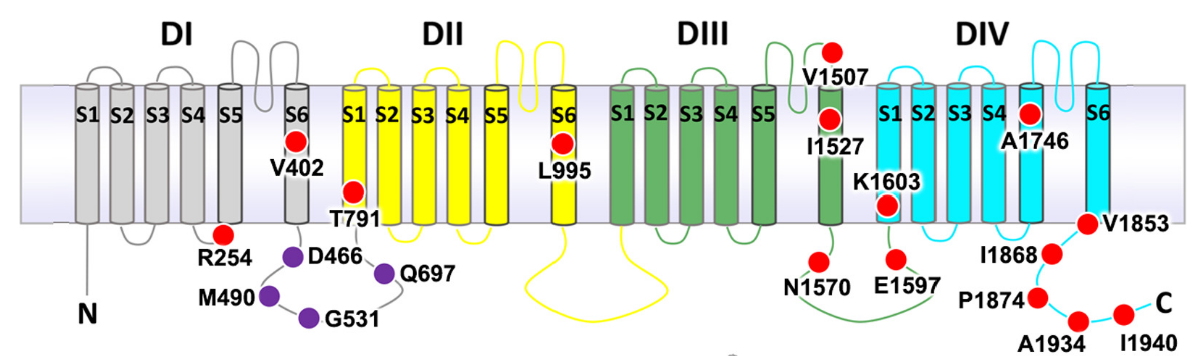 DI DII DIII DIV
V1507
S1 S2 S3 S4 S5 S6 S1 S2 S3 S4 S5 S6 S1 S2 S3 S4 S5 S1 S2 S3 S4 S6
V402 L995 I1527 A1746
K1603
T791 V1853
R254 D466 Q697 I1868
M490 N1570 E1597 P1874
N G531 C
A1934 I1940